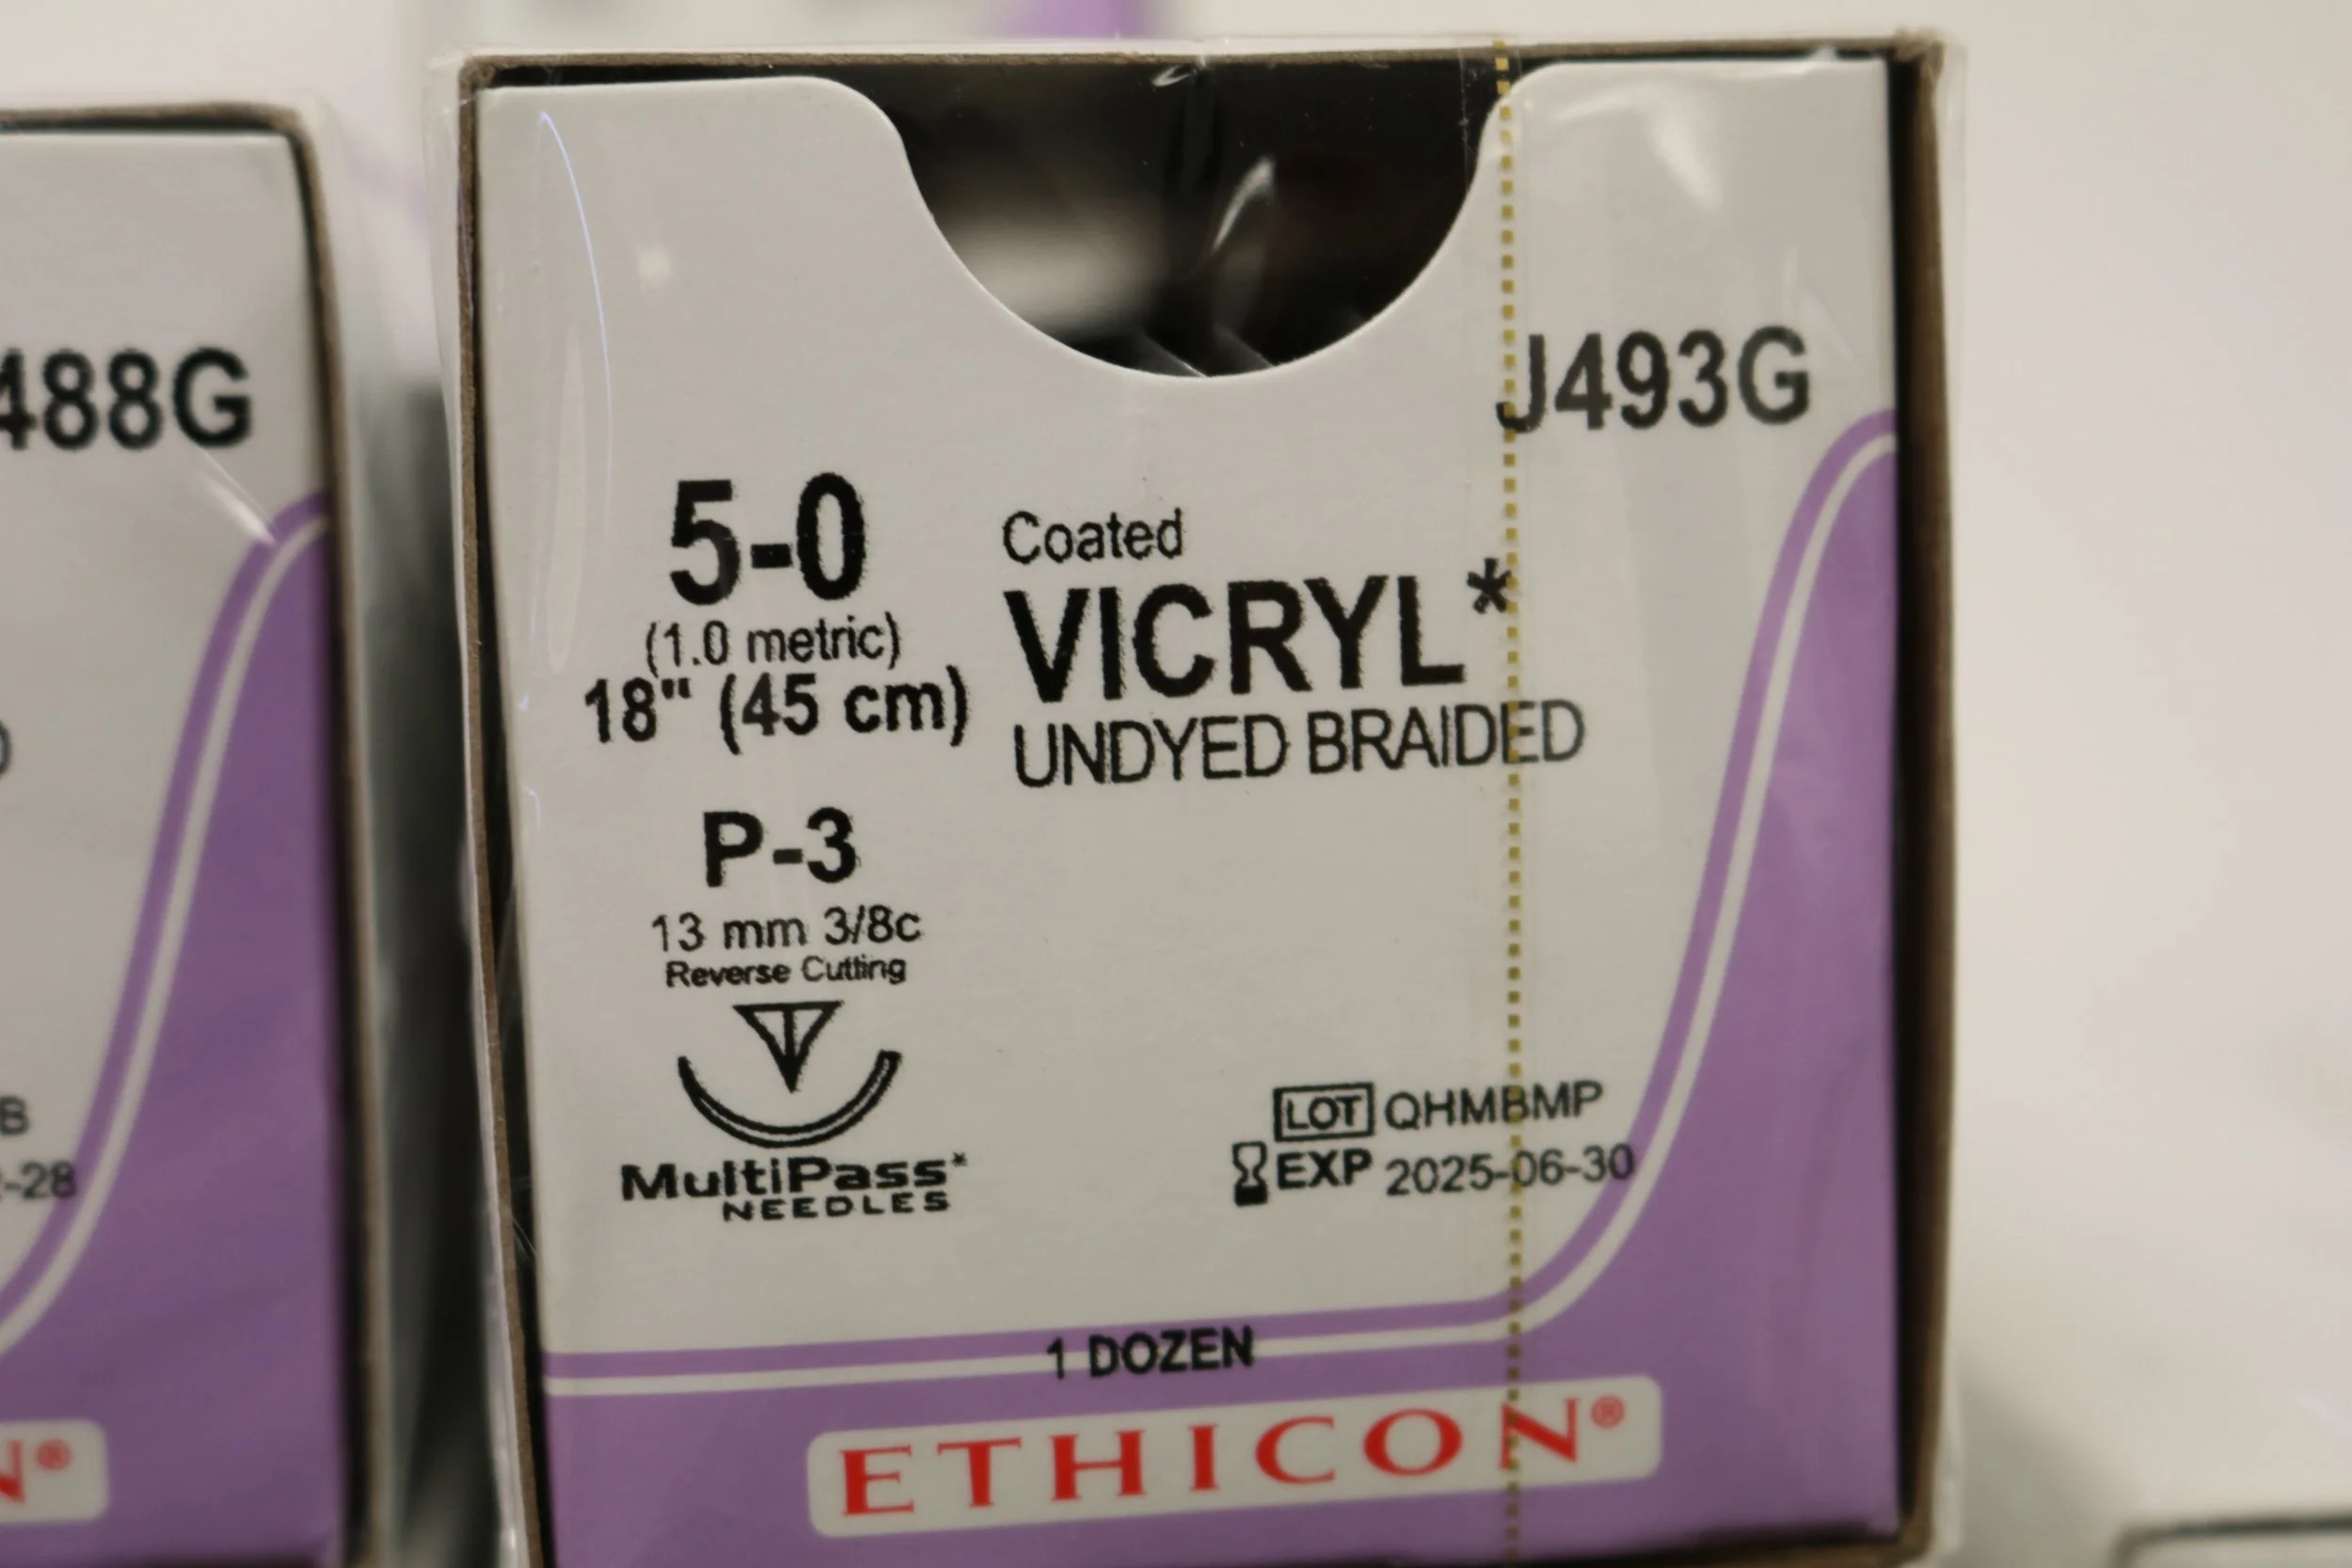 488G
J493G
5-0
(1.0 metric)
18" (45 cm)
Coated
VICRYL*
UNDYED BRAIDED
P-3
13 mm 3/8c
Reverse Cutting
MultiPass*
NEEDLES
LOT QHMBMP
EXP 2025-06-30
1 DOZEN
ETHICON®
B
-28
N®